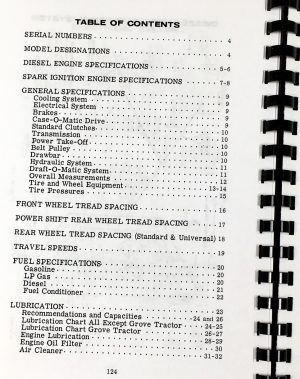 TABLE OF CONTENTS
SERIAL NUMBERS 4
MODEL DESIGNATIONS 4
DIESEL ENGINE SPECIFICATIONS 5-6
SPARK IGNITION ENGINE SPECIFICATIONS 7-8
GENERAL SPECIFICATIONS 9
Cooling System 9
Electrical System 9
Brakes 9
Case-O-Matic Drive 9
Standard Clutches 10
Transmission 10
Power Take-Off 10
Belt Pulley 10
Drawbar 10
Hydraulic System 11
Draft-O-Matic System 11
Overall Measurements 12
Tire and Wheel Equipment 13-14
Tire Pressures 15
FRONT WHEEL TREAD SPACING 16
POWER SHIFT REAR WHEEL TREAD SPACING 17
REAR WHEEL TREAD SPACING (Standard & Universal) 18
TRAVEL SPEEDS 19
FUEL SPECIFICATIONS 20
Gasoline 20
LP Gas 20
Diesel 21
Fuel Conditioner 22
LUBRICATION 23
Recommendations and Capacities 24 and 26
Lubrication Chart All Except Grove Tractor 24-25
Lubrication Chart Grove Tractor 26-27
Engine Lubrication 28-29
Engine Oil Filter 30
Air Cleaner 31-32
124